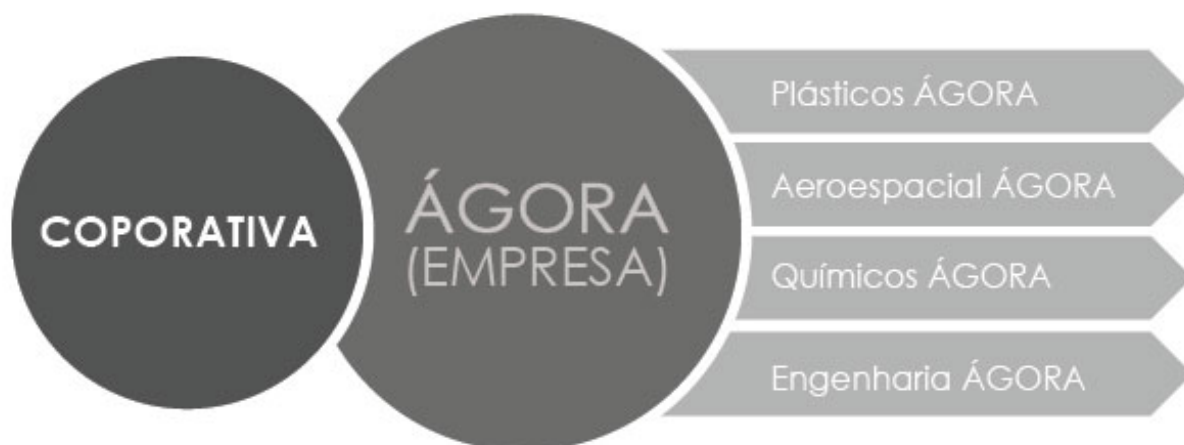 COPORATIVA
ÁGORA
(EMPRESA)
Plásticos ÁGORA
Aeroespacial ÁGORA
Químicos ÁGORA
Engenharia ÁGORA